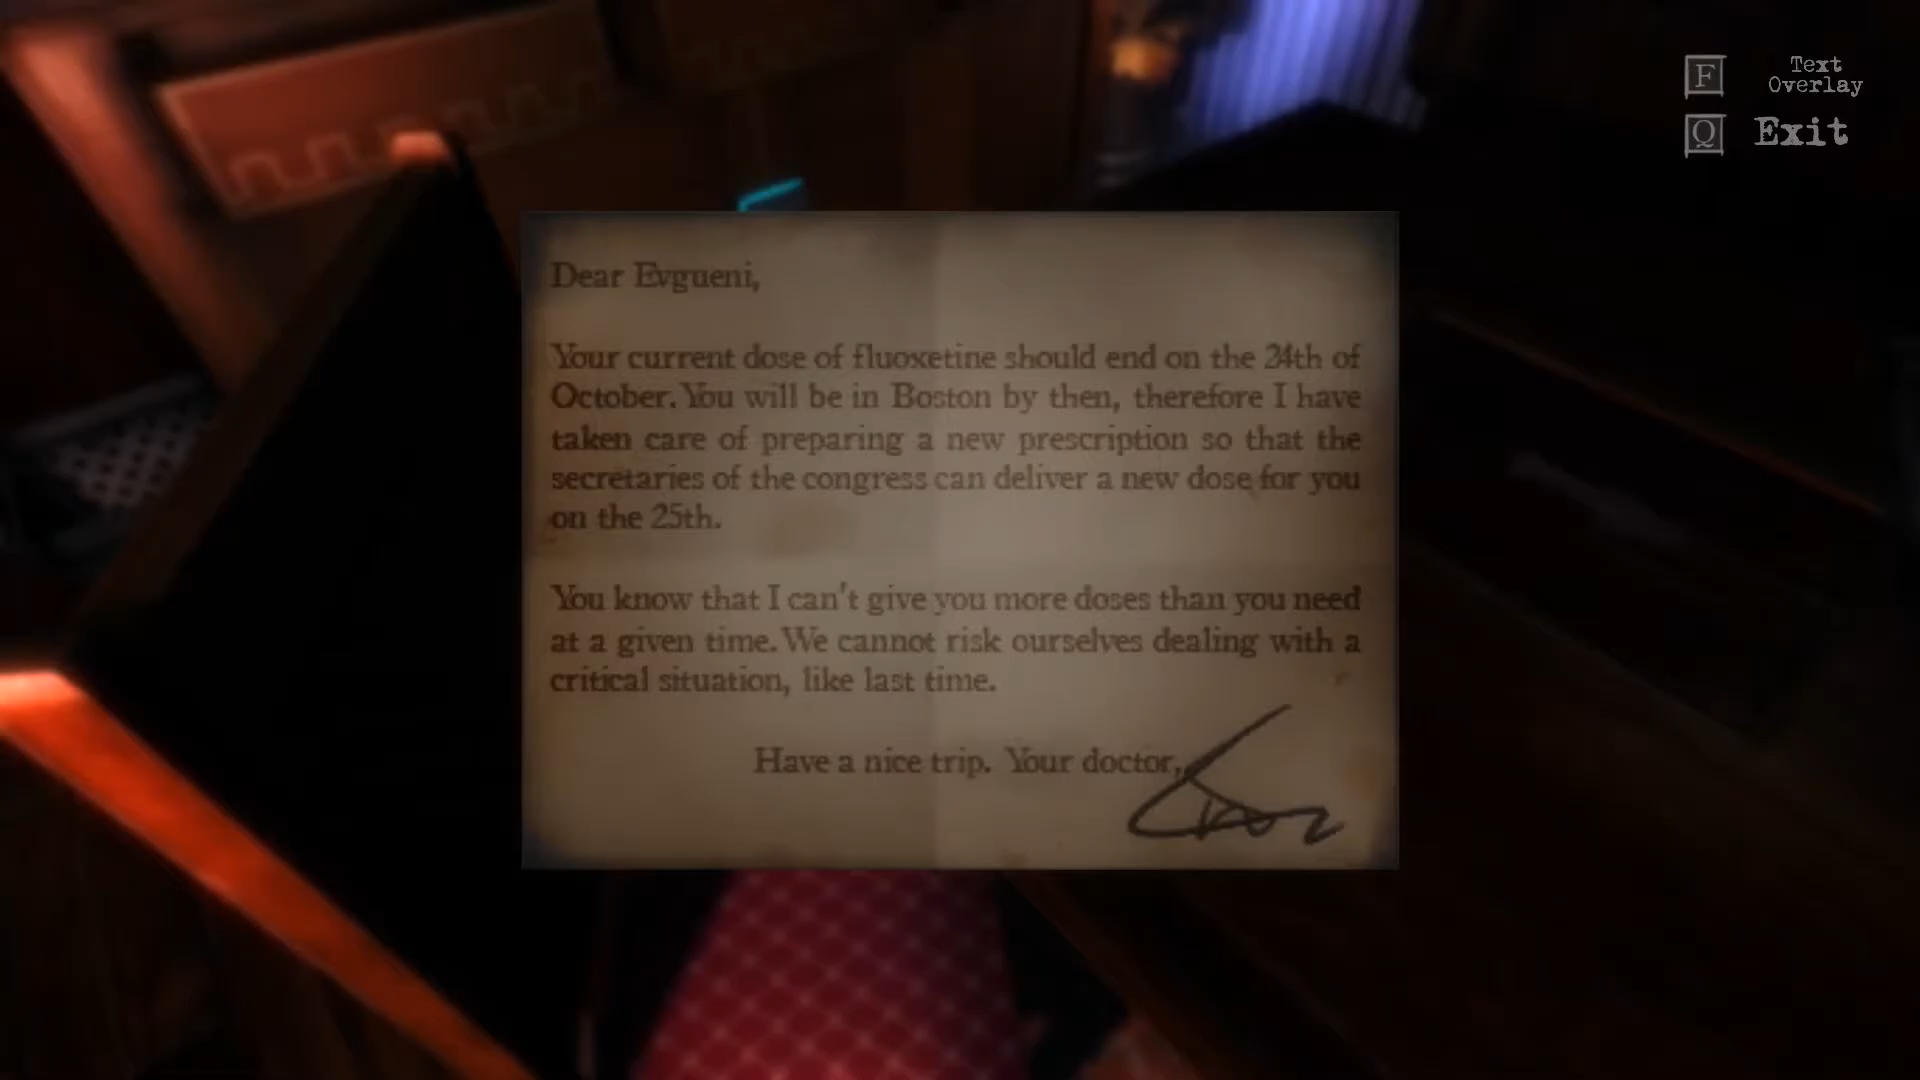 F Text
Overlay
Q Exit
Dear Evgueni,
Your current dose of fluoxetine should end on the 24th of
October. You will be in Boston by then, therefore I have
taken care of preparing a new prescription so that the
secretaries of the congress can deliver a new dose for you
on the 25th.
You know that I can't give you more doses than you need
at a given time. We cannot risk ourselves dealing with a
critical situation, like last time.
Have a nice trip. Your doctor,